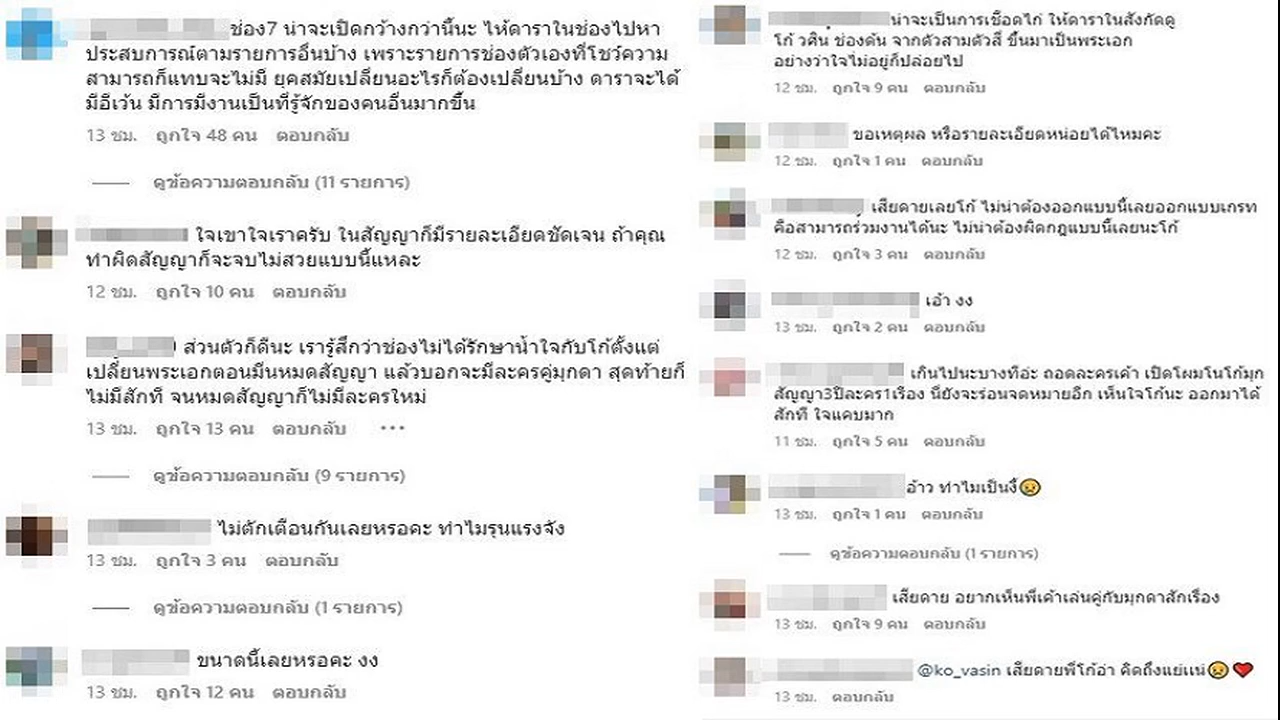 ช่อง7 น่าจะเปิดกว้างกว่านี้นะ ให้ดาราในช่องไปหา
ประสบการณ์ตามรายการอื่นบ้าง เพราะรายการช่องตัวเองที่โชว์ความ
สามารถก็แทบจะไม่มี ยุคสมัยเปลี่ยนอะไรก็ต้องเปลี่ยนบ้าง ดาราจะได้
มีอีเว้น มีการมีงานเป็นที่รู้จักของคนอื่นมากขึ้น
13 ชม. ถูกใจ 48 คน ตอบกลับ
ดูข้อความตอบกลับ (11 รายการ)
ใจเขาใจเราครับ ในสัญญาก็มีรายละเอียดชัดเจน ถ้าคุณ
ทำผิดสัญญาก็จะจบไม่สวยแบบนี้แหละ
12 ชม. ถูกใจ 10 คน ตอบกลับ
ส่วนตัวก็ดีนะ เรารู้สึกว่าช่องไม่ได้รักษาน้ำใจกับโก้ตั้งแต่
เปลี่ยนพระเอกตอนมีนหมดสัญญา แล้วบอกจะมีละครคู่มุกดา สุดท้ายก็
ไม่มีสักที จนหมดสัญญาก็ไม่มีละครใหม่
13 ชม. ถูกใจ 13 คน ตอบกลับ •••
ดูข้อความตอบกลับ (9 รายการ)
ไม่ตักเตือนกันเลยหรอคะ ทำไมรุนแรงจัง
13 ชม. ถูกใจ 3 คน ตอบกลับ
ดูข้อความตอบกลับ (1 รายการ)
ขนาดนี้เลยหรอคะ งง
13 ชม. ถูกใจ 12 คน ตอบกลับ
น่าจะเป็นการเชือดไก่ ให้ดาราในสังกัดดู
โก้ วศิน ช่องดัน จากตัวสามตัวสี่ ขึ้นมาเป็นพระเอก
อย่างว่าใจไม่อยู่ก็ปล่อยไป
12 ชม. ถูกใจ 9 คน ตอบกลับ
ขอเหตุผล หรือรายละเอียดหน่อยได้ไหมคะ
12 ชม. ถูกใจ 1 คน ตอบกลับ
เสียดายเลยโก้ ไม่น่าต้องออกแบบนี้เลยออกแบบเกรท
คือสามารถร่วมงานได้นะ ไม่น่าต้องผิดกฎแบบนี้เลยนะโก้
12 ชม. ถูกใจ 3 คน ตอบกลับ
เอ้า งง
13 ชม. ถูกใจ 2 คน ตอบกลับ
เกินไปนะบางทีอ่ะ ถอดละครเค้า เปิดโผมโนโก้มุก
สัญญา3ปีละคร1เรื่อง นี่ยังจะร่อนจดหมายอีก เห็นใจโก้นะ ออกมาได้
สักที ใจแคบมาก
11 ชม. ถูกใจ 5 คน ตอบกลับ
อ้าว ทำไมเป็นงี้😢
13 ชม. ถูกใจ 1 คน ตอบกลับ
ดูข้อความตอบกลับ (1 รายการ)
เสียดาย อยากเห็นพี่เค้าเล่นคู่กับมุกดาสักเรื่อง
13 ชม. ถูกใจ 9 คน ตอบกลับ
@ko_vasin เสียดายพี่โก้อ่า คิดถึงแย่แน่😢❤️
13 ชม. ตอบกลับ